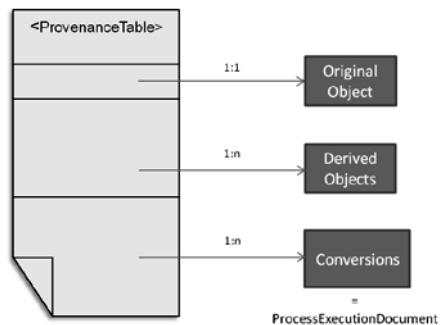 <ProvenanceTable>
1:1
Original
Object
1:n
Derived
Objects
1:n
Conversions
=
ProcessExecutionDocument